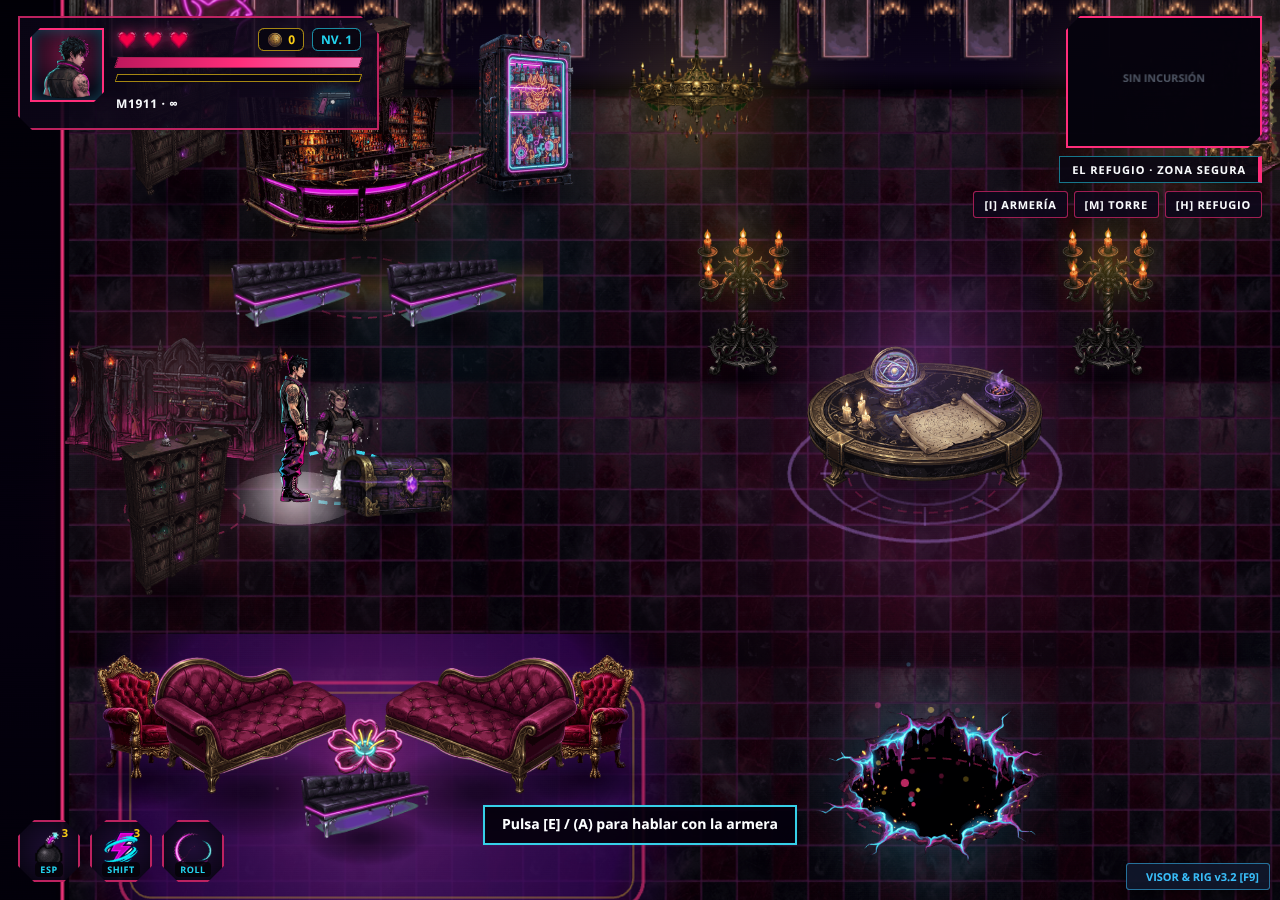 0
NV. 1
M1911 · ∞
SIN INCURSIÓN
EL REFUGIO · ZONA SEGURA
[I] ARMERÍA
[M] TORRE
[H] REFUGIO
Pulsa [E] / (A) para hablar con la armera
3
ESP
3
SHIFT
ROLL
VISOR & RIG v3.2 [F9]